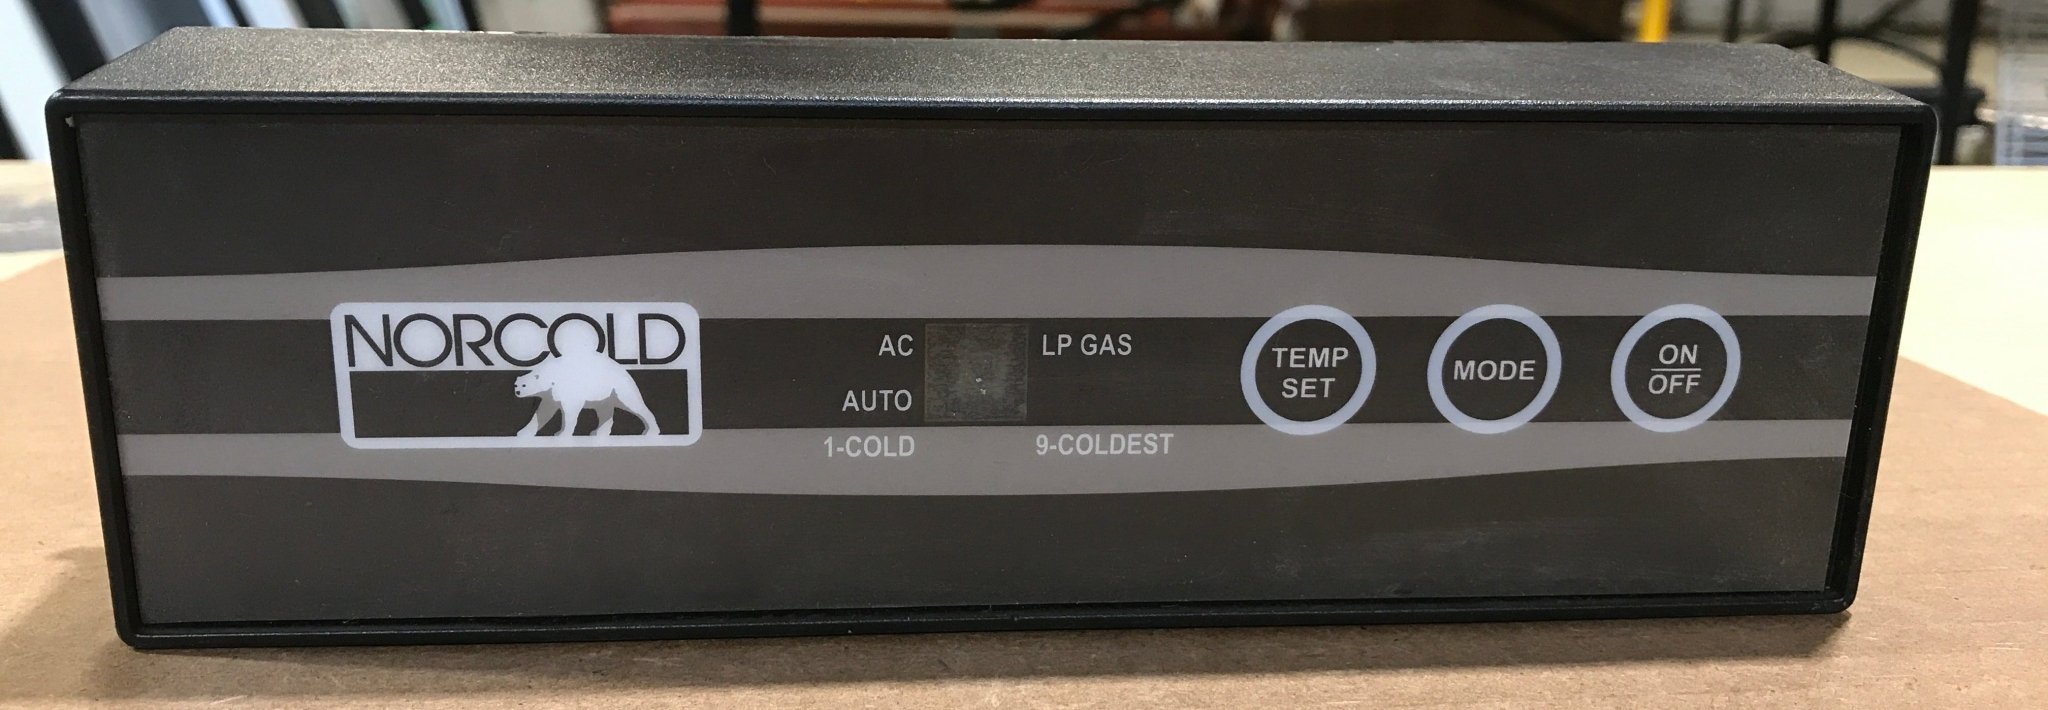 NORCOLD
AC
LP GAS
AUTO
1-COLD
9-COLDEST
TEMP
SET
MODE
ON
OFF